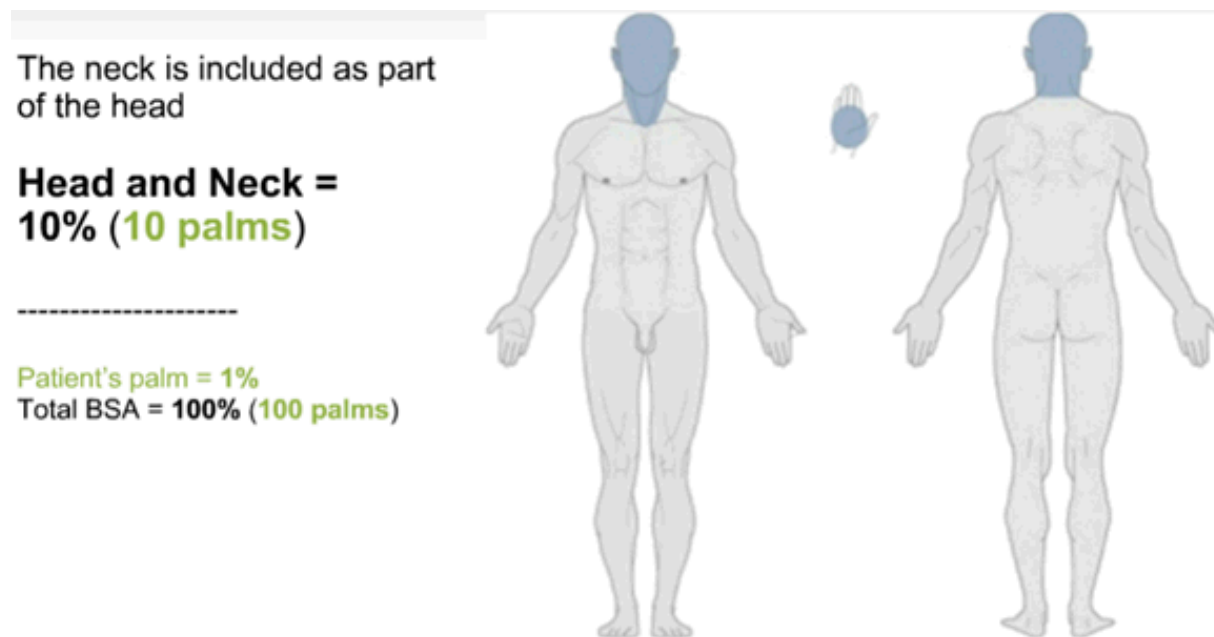 The neck is included as part
of the head
Head and Neck =
10% (10 palms)
----------------------
Patient's palm = 1%
Total BSA = 100% (100 palms)